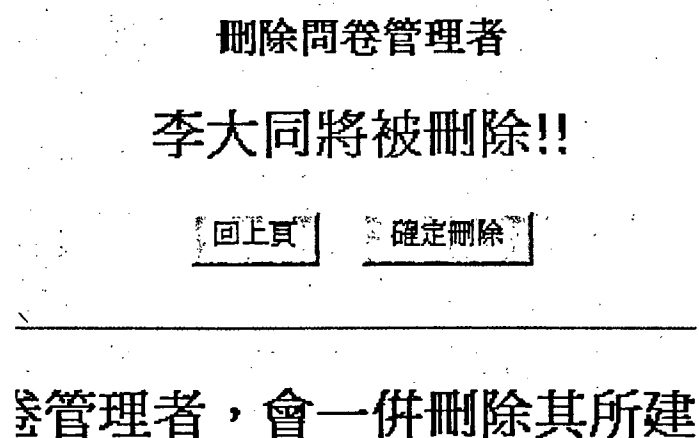 刪除問卷管理者
李大同將被刪除!!
回上頁 確定刪除
卷管理者，會一併刪除其所建